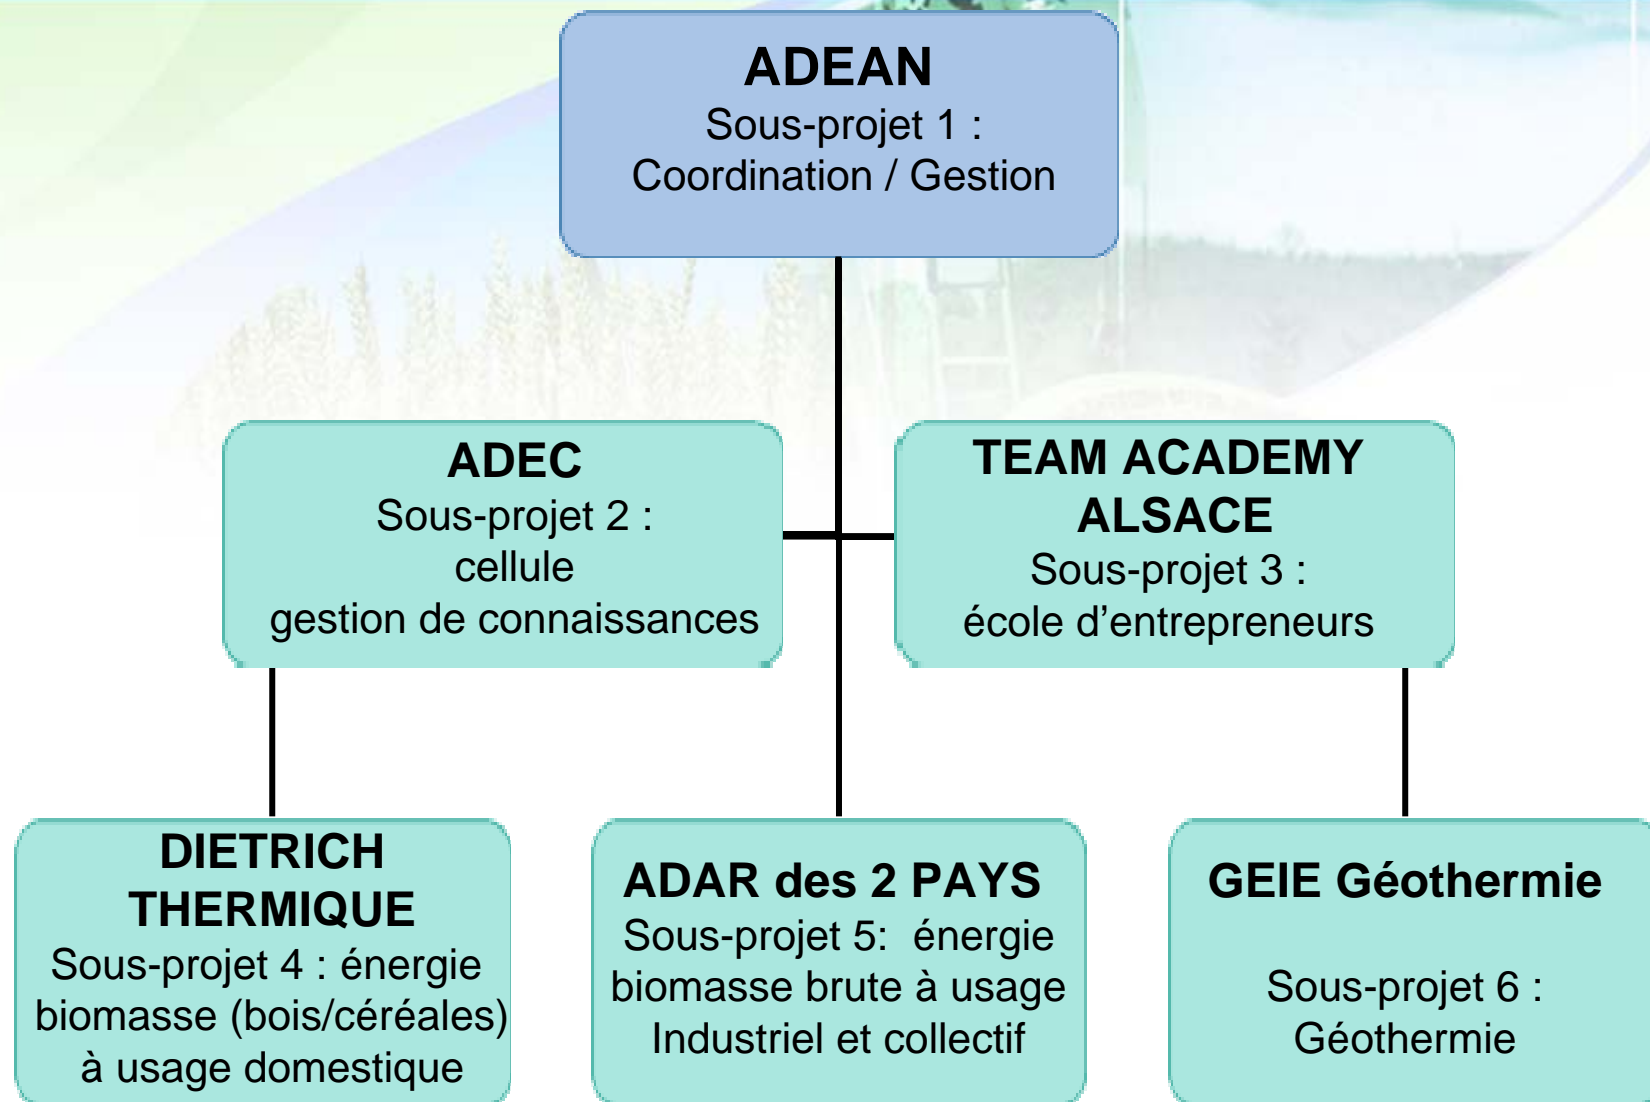 ADEAN
Sous-projet 1 :
Coordination / Gestion
ADEC
Sous-projet 2 :
cellule
gestion de connaissances
TEAM ACADEMY
ALSACE
Sous-projet 3 :
école d’entrepreneurs
DIETRICH
THERMIQUE
Sous-projet 4 : énergie
biomasse (bois/céréales)
à usage domestique
ADAR des 2 PAYS
Sous-projet 5: énergie
biomasse brute à usage
Industriel et collectif
GEIE Géothermie
Sous-projet 6 :
Géothermie